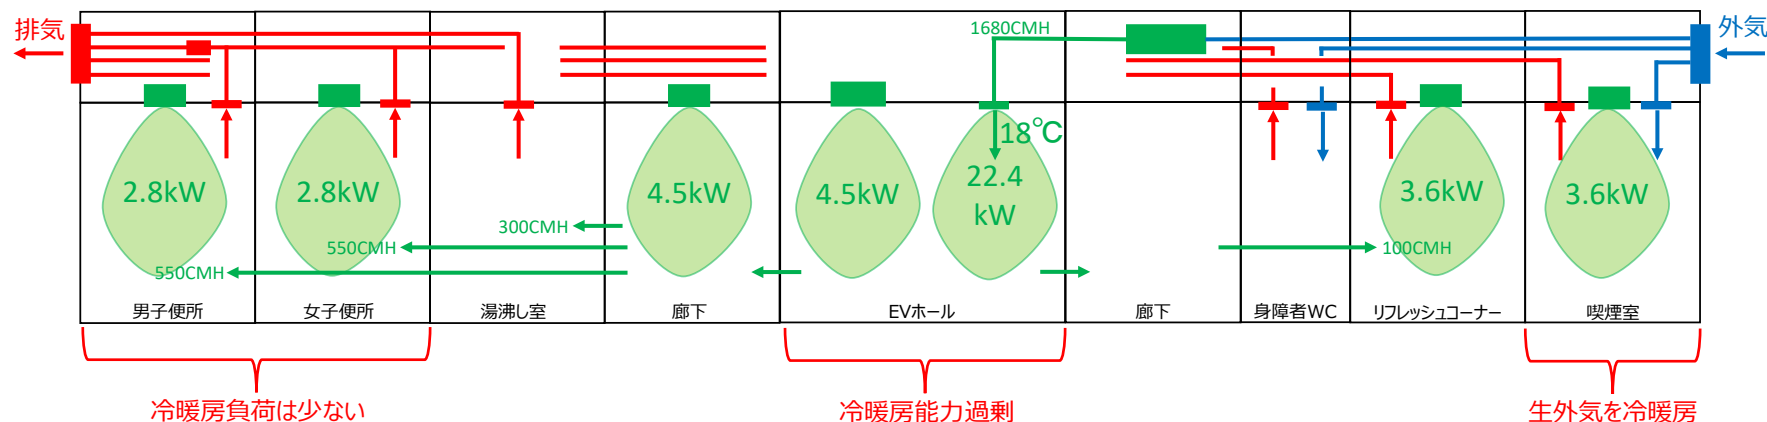 排気
1680CMH
外気
18℃
2.8kW
2.8kW
4.5kW
4.5kW
22.4
kW
3.6kW
3.6kW
300CMH
550CMH
100CMH
550CMH
男子便所
女子便所
湯沸し室
廊下
EVホール
廊下
身障者WC
リフレッシュコーナー
喫煙室
冷暖房負荷は少ない
冷暖房能力過剰
生外気を冷暖房